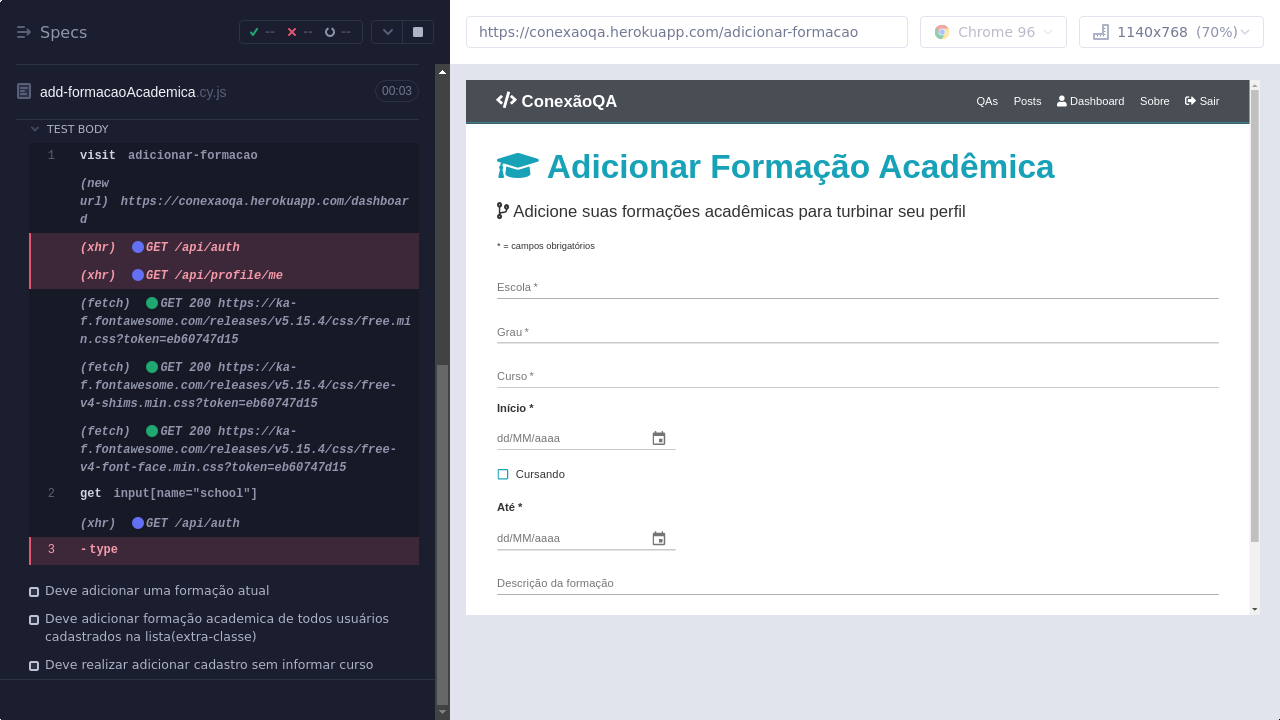 Specs
--
--
--
https://conexaoqa.herokuapp.com/adicionar-formacao
Chrome 96
1140x768 (70%)
add-formacaoAcademica.cy.js
00:03
TEST BODY
1 visit adicionar-formacao
(new
url) https://conexaoqa.herokuapp.com/dashboar
d
(xhr) GET /api/auth
(xhr) GET /api/profile/me
(fetch) GET 200 https://ka-
f.fontawesome.com/releases/v5.15.4/css/free.mi
n.css?token=eb60747d15
(fetch) GET 200 https://ka-
f.fontawesome.com/releases/v5.15.4/css/free-
v4-shims.min.css?token=eb60747d15
(fetch) GET 200 https://ka-
f.fontawesome.com/releases/v5.15.4/css/free-
v4-font-face.min.css?token=eb60747d15
2 get input[name="school"]
(xhr) GET /api/auth
3 -type
Deve adicionar uma formação atual
Deve adicionar formação academica de todos usuários
cadastrados na lista(extra-classe)
Deve realizar adicionar cadastro sem informar curso
ConexãoQA
QAs Posts Dashboard Sobre Sair
Adicionar Formação Acadêmica
Adicione suas formações acadêmicas para turbinar seu perfil
* = campos obrigatórios
Escola *
Grau *
Curso *
Início *
dd/MM/aaaa
Cursando
Até *
dd/MM/aaaa
Descrição da formação